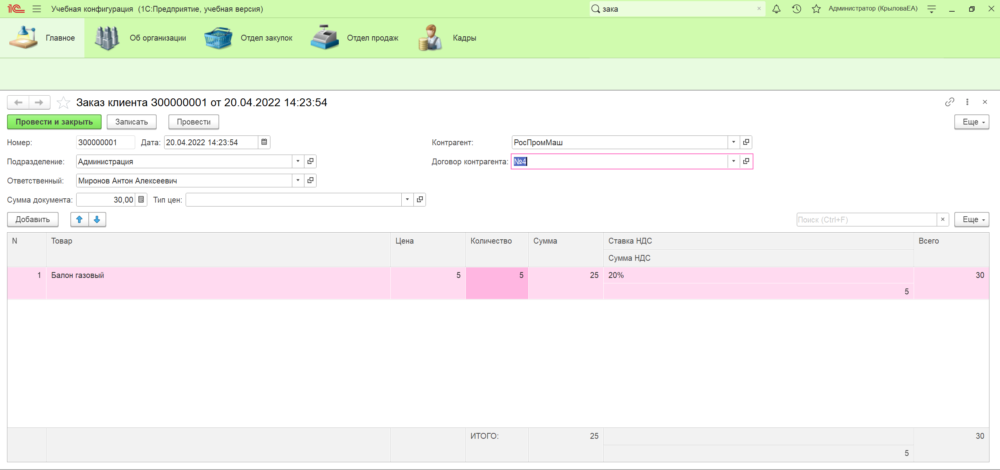 1С Учебная конфигурация (1С:Предприятие, учебная версия) зака × Администратор (КрыловаЕА)
Главное Об организации Отдел закупок Отдел продаж Кадры
Заказ клиента 300000001 от 20.04.2022 14:23:54
Провести и закрыть Записать Провести Еще
Номер: 300000001 Дата: 20.04.2022 14:23:54 Контрагент: РосПромМаш
Подразделение: Администрация Договор контрагента: №4
Ответственный: Миронов Антон Алексеевич
Сумма документа: 30,00 Тип цен:
Добавить Поиск (Ctrl+F) × Еще
N Товар Цена Количество Сумма Ставка НДС Всего
Сумма НДС
1 Балон газовый 5 5 25 20% 30
5
ИТОГО: 25 30
5